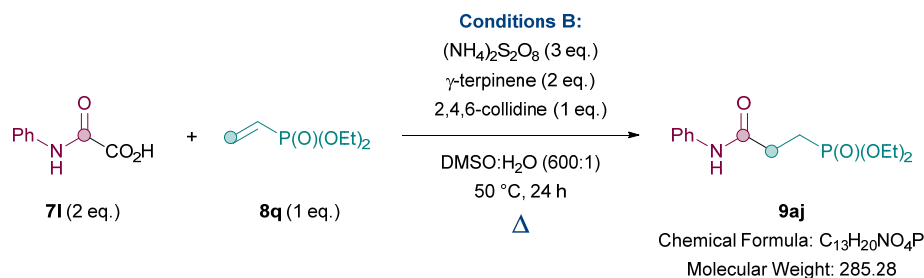 Conditions B:
(NH4)2S2O8 (3 eq.)
γ-terpinene (2 eq.)
2,4,6-collidine (1 eq.)
DMSO:H2O (600:1)
50 °C, 24 h
Δ
O
Ph
N
H
CO2H
+
P(O)(OEt)2
O
Ph
N
H
P(O)(OEt)2
7l (2 eq.)
8q (1 eq.)
9aj
Chemical Formula: C13H20NO4P
Molecular Weight: 285.28